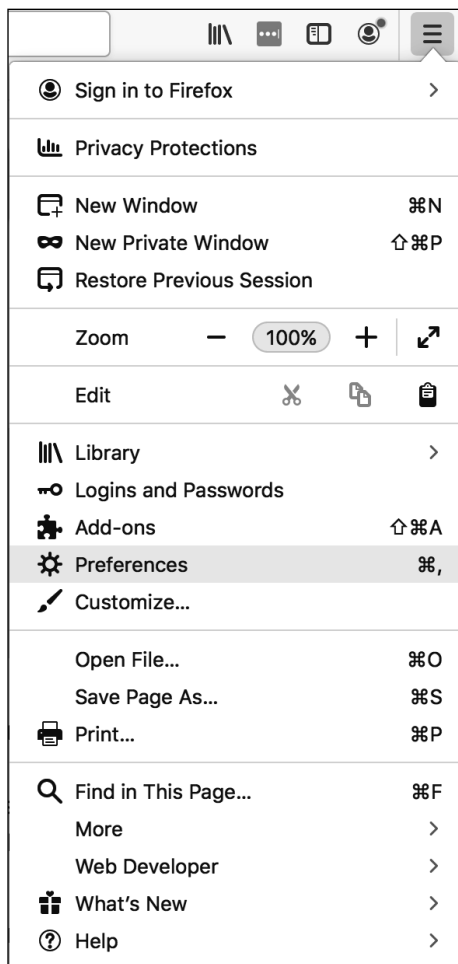 Sign in to Firefox
Privacy Protections
New Window ⌘N
New Private Window ⇧⌘P
Restore Previous Session
Zoom − 100% +
Edit
Library
Logins and Passwords
Add-ons ⇧⌘A
Preferences ⌘,
Customize...
Open File... ⌘O
Save Page As... ⌘S
Print... ⌘P
Find in This Page... ⌘F
More
Web Developer
What's New
Help